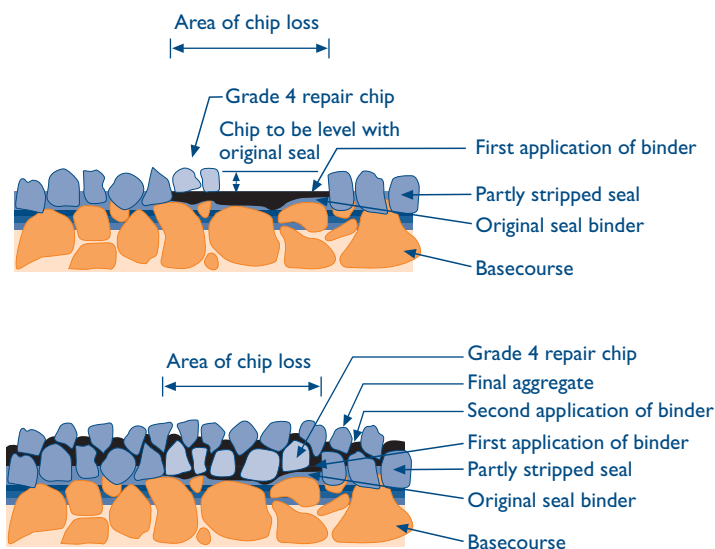 Area of chip loss
Grade 4 repair chip
Chip to be level with
original seal
First application of binder
Partly stripped seal
Original seal binder
Basecourse
Area of chip loss
Grade 4 repair chip
Final aggregate
Second application of binder
First application of binder
Partly stripped seal
Original seal binder
Basecourse